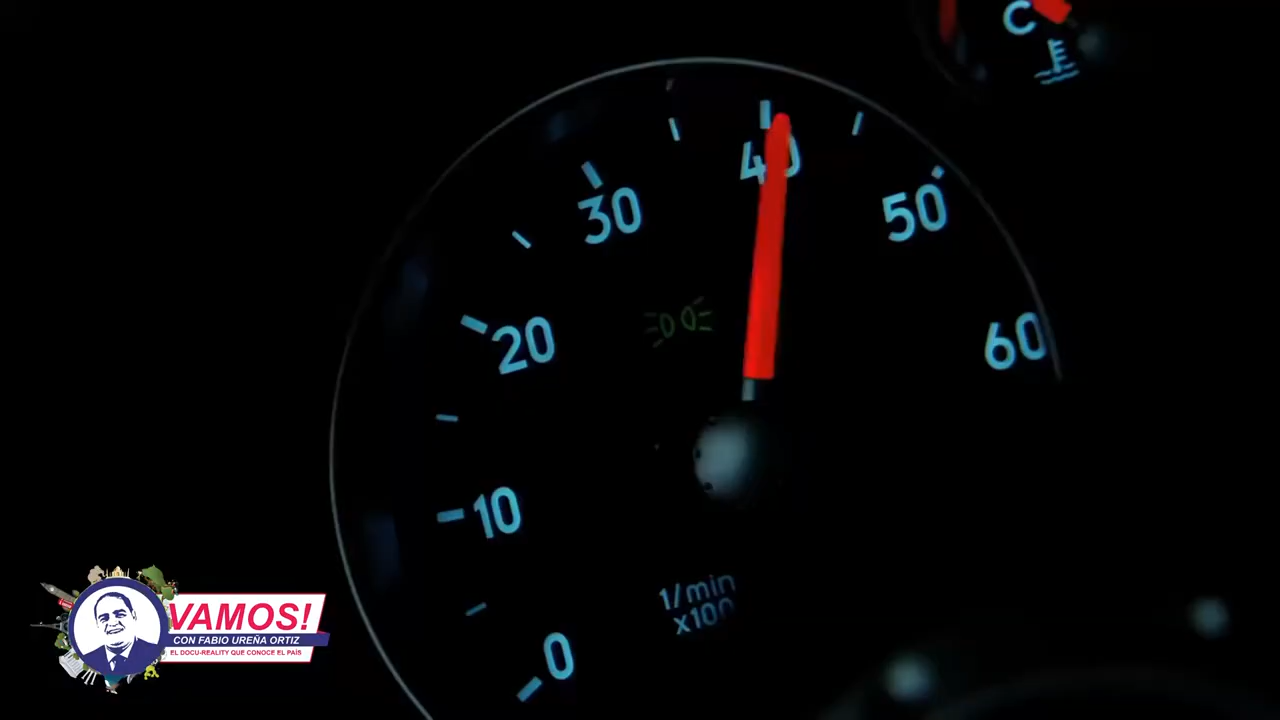 C
40
30
50
20
60
10
1/min
x100
0
VAMOS!
CON FABIO UREÑA ORTIZ
EL DOCU-REALITY QUE CONOCE EL PAÍS